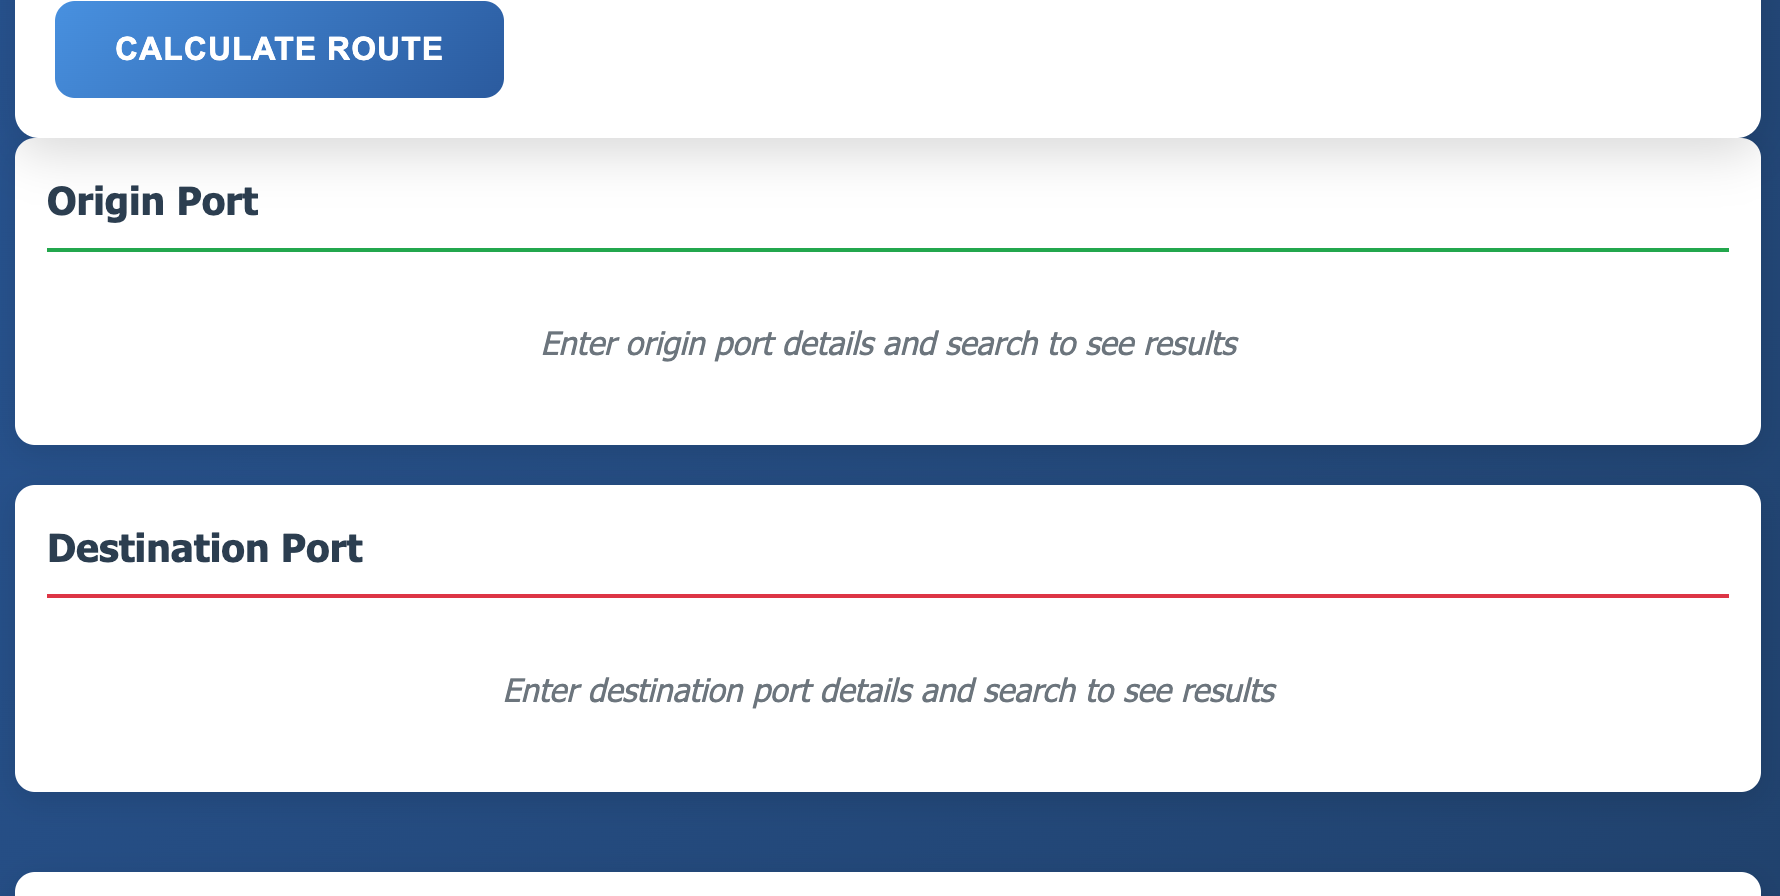 CALCULATE ROUTE
Origin Port
Enter origin port details and search to see results
Destination Port
Enter destination port details and search to see results